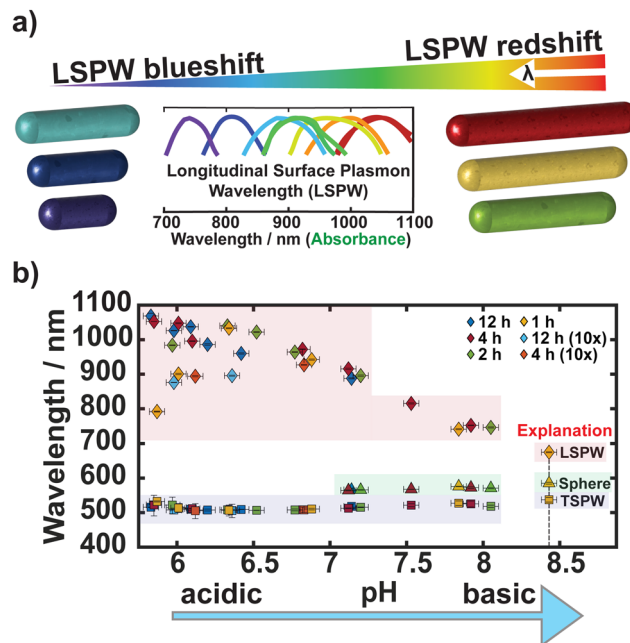 a)
LSPW blueshift
LSPW redshift
λ
Longitudinal Surface Plasmon
Wavelength (LSPW)
700 800 900 1000 1100
Wavelength / nm (Absorbance)
b)
Wavelength / nm
1100
1000
900
800
700
600
500
400
12 h
4 h
2 h
1 h
12 h (10x)
4 h (10x)
Explanation
LSPW
Sphere
TSPW
6 6.5 7 7.5 8 8.5
acidic pH basic